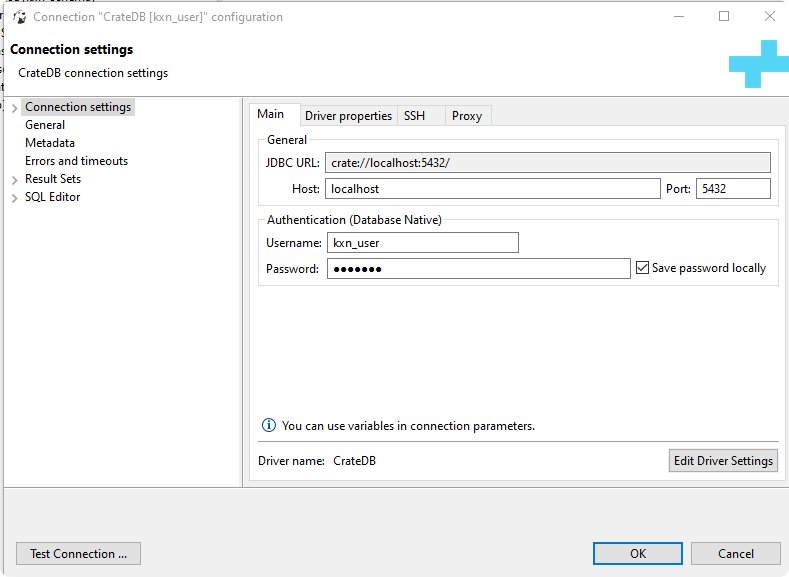 Connection "CrateDB [kxn_user]" configuration
Connection settings
CrateDB connection settings
Connection settings
General
Metadata
Errors and timeouts
Result Sets
SQL Editor
Main Driver properties SSH Proxy
General
JDBC URL: crate://localhost:5432/
Host: localhost Port: 5432
Authentication (Database Native)
Username: kxn_user
Password: ●●●●●●● Save password locally
You can use variables in connection parameters.
Driver name: CrateDB Edit Driver Settings
Test Connection ... OK Cancel